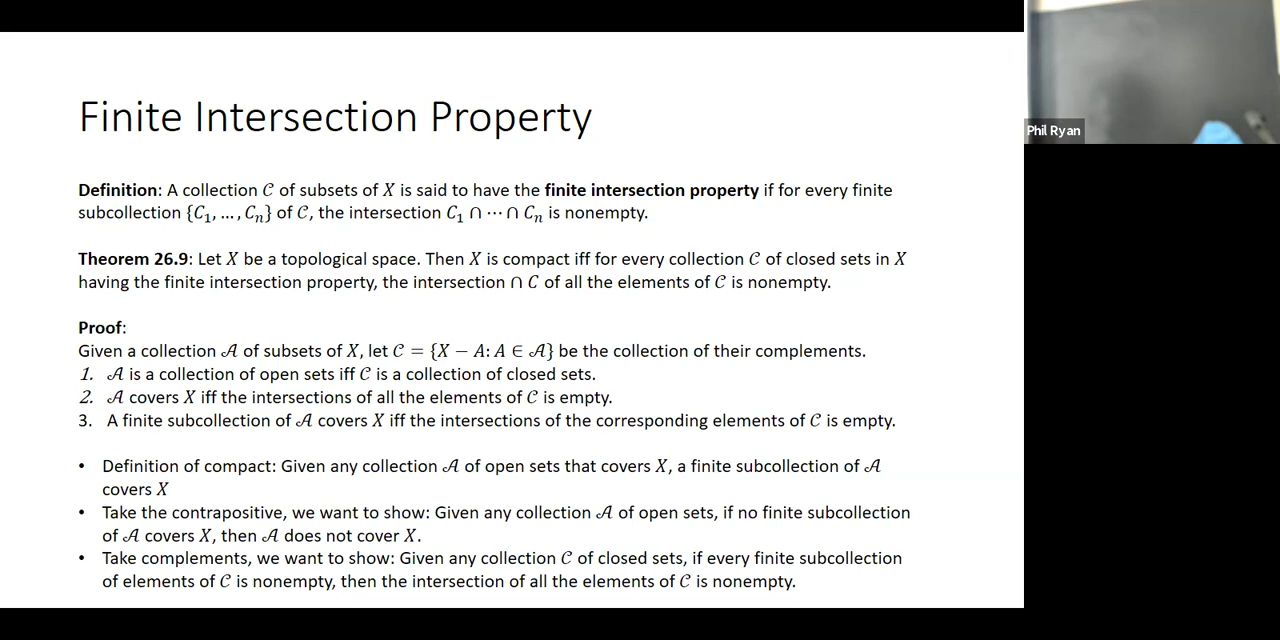 Finite Intersection Property
Definition: A collection 𝒞 of subsets of X is said to have the finite intersection property if for every finite
subcollection {C₁, …, Cₙ} of 𝒞, the intersection C₁ ∩ ⋯ ∩ Cₙ is nonempty.
Theorem 26.9: Let X be a topological space. Then X is compact iff for every collection 𝒞 of closed sets in X
having the finite intersection property, the intersection ∩ C of all the elements of 𝒞 is nonempty.
Proof:
Given a collection 𝒜 of subsets of X, let 𝒞 = {X − A: A ∈ 𝒜} be the collection of their complements.
1. 𝒜 is a collection of open sets iff 𝒞 is a collection of closed sets.
2. 𝒜 covers X iff the intersections of all the elements of 𝒞 is empty.
3. A finite subcollection of 𝒜 covers X iff the intersections of the corresponding elements of 𝒞 is empty.
• Definition of compact: Given any collection 𝒜 of open sets that covers X, a finite subcollection of 𝒜
covers X
• Take the contrapositive, we want to show: Given any collection 𝒜 of open sets, if no finite subcollection
of 𝒜 covers X, then 𝒜 does not cover X.
• Take complements, we want to show: Given any collection 𝒞 of closed sets, if every finite subcollection
of elements of 𝒞 is nonempty, then the intersection of all the elements of 𝒞 is nonempty.
Phil Ryan